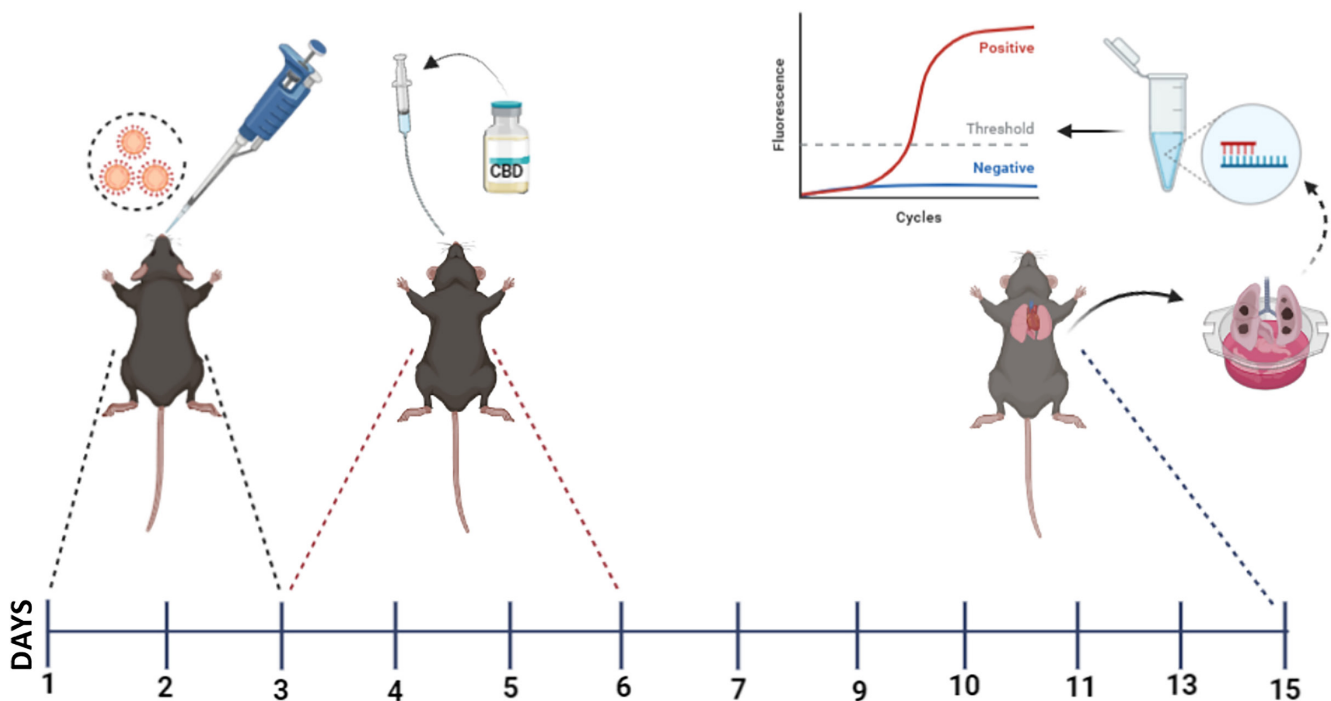 Fluorescence
Positive
Threshold
Negative
Cycles
CBD
DAYS
1 2 3 4 5 6 7 9 10 11 13 15